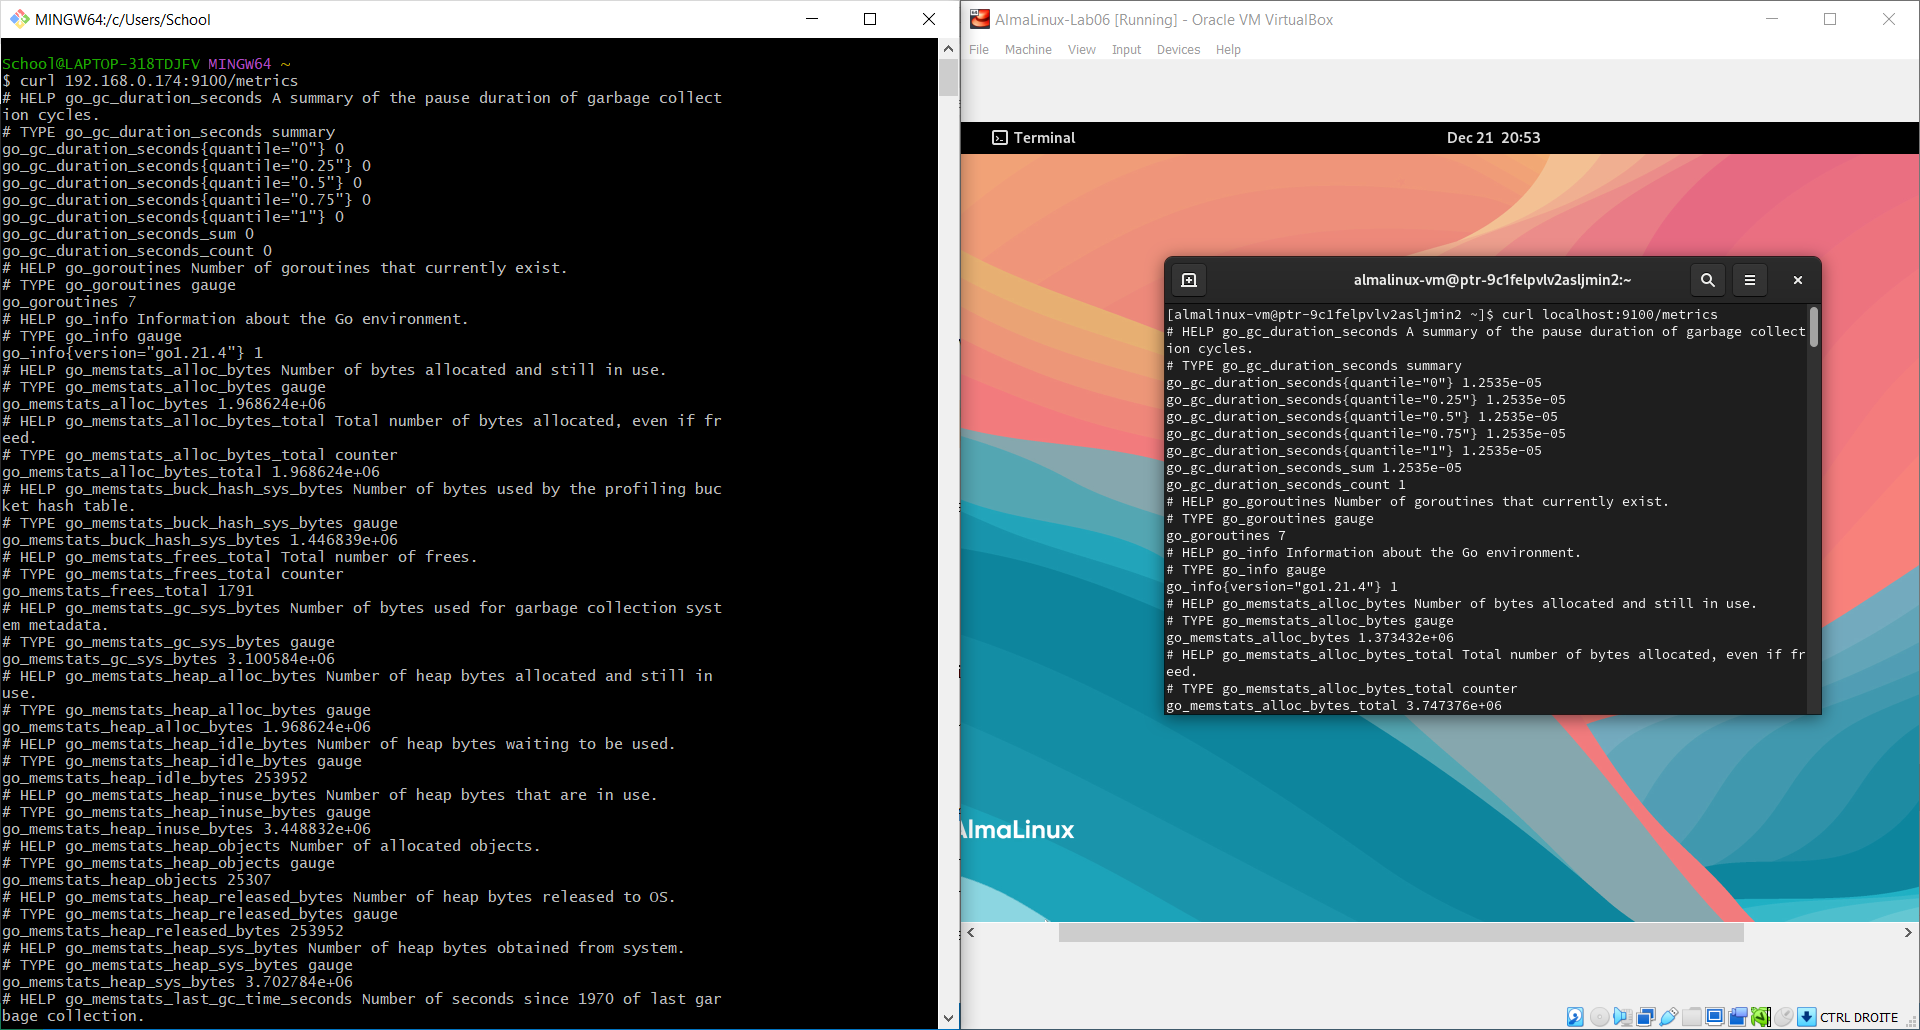 MINGW64:/c/Users/School
School@LAPTOP-318TDJFV MINGW64 ~
$ curl 192.168.0.174:9100/metrics
# HELP go_gc_duration_seconds A summary of the pause duration of garbage collect
ion cycles.
# TYPE go_gc_duration_seconds summary
go_gc_duration_seconds{quantile="0"} 0
go_gc_duration_seconds{quantile="0.25"} 0
go_gc_duration_seconds{quantile="0.5"} 0
go_gc_duration_seconds{quantile="0.75"} 0
go_gc_duration_seconds{quantile="1"} 0
go_gc_duration_seconds_sum 0
go_gc_duration_seconds_count 0
# HELP go_goroutines Number of goroutines that currently exist.
# TYPE go_goroutines gauge
go_goroutines 7
# HELP go_info Information about the Go environment.
# TYPE go_info gauge
go_info{version="go1.21.4"} 1
# HELP go_memstats_alloc_bytes Number of bytes allocated and still in use.
# TYPE go_memstats_alloc_bytes gauge
go_memstats_alloc_bytes 1.968624e+06
# HELP go_memstats_alloc_bytes_total Total number of bytes allocated, even if fr
eed.
# TYPE go_memstats_alloc_bytes_total counter
go_memstats_alloc_bytes_total 1.968624e+06
# HELP go_memstats_buck_hash_sys_bytes Number of bytes used by the profiling buc
ket hash table.
# TYPE go_memstats_buck_hash_sys_bytes gauge
go_memstats_buck_hash_sys_bytes 1.446839e+06
# HELP go_memstats_frees_total Total number of frees.
# TYPE go_memstats_frees_total counter
go_memstats_frees_total 1791
# HELP go_memstats_gc_sys_bytes Number of bytes used for garbage collection syst
em metadata.
# TYPE go_memstats_gc_sys_bytes gauge
go_memstats_gc_sys_bytes 3.100584e+06
# HELP go_memstats_heap_alloc_bytes Number of heap bytes allocated and still in
use.
# TYPE go_memstats_heap_alloc_bytes gauge
go_memstats_heap_alloc_bytes 1.968624e+06
# HELP go_memstats_heap_idle_bytes Number of heap bytes waiting to be used.
# TYPE go_memstats_heap_idle_bytes gauge
go_memstats_heap_idle_bytes 253952
# HELP go_memstats_heap_inuse_bytes Number of heap bytes that are in use.
# TYPE go_memstats_heap_inuse_bytes gauge
go_memstats_heap_inuse_bytes 3.448832e+06
# HELP go_memstats_heap_objects Number of allocated objects.
# TYPE go_memstats_heap_objects gauge
go_memstats_heap_objects 25307
# HELP go_memstats_heap_released_bytes Number of heap bytes released to OS.
# TYPE go_memstats_heap_released_bytes gauge
go_memstats_heap_released_bytes 253952
# HELP go_memstats_heap_sys_bytes Number of heap bytes obtained from system.
# TYPE go_memstats_heap_sys_bytes gauge
go_memstats_heap_sys_bytes 3.702784e+06
# HELP go_memstats_last_gc_time_seconds Number of seconds since 1970 of last gar
bage collection.
AlmaLinux-Lab06 [Running] - Oracle VM VirtualBox
File Machine View Input Devices Help
Terminal
Dec 21 20:53
almalinux-vm@ptr-9c1felpvlv2asljmin2:~
[almalinux-vm@ptr-9c1felpvlv2asljmin2 ~]$ curl localhost:9100/metrics
# HELP go_gc_duration_seconds A summary of the pause duration of garbage collect
ion cycles.
# TYPE go_gc_duration_seconds summary
go_gc_duration_seconds{quantile="0"} 1.2535e-05
go_gc_duration_seconds{quantile="0.25"} 1.2535e-05
go_gc_duration_seconds{quantile="0.5"} 1.2535e-05
go_gc_duration_seconds{quantile="0.75"} 1.2535e-05
go_gc_duration_seconds{quantile="1"} 1.2535e-05
go_gc_duration_seconds_sum 1.2535e-05
go_gc_duration_seconds_count 1
# HELP go_goroutines Number of goroutines that currently exist.
# TYPE go_goroutines gauge
go_goroutines 7
# HELP go_info Information about the Go environment.
# TYPE go_info gauge
go_info{version="go1.21.4"} 1
# HELP go_memstats_alloc_bytes Number of bytes allocated and still in use.
# TYPE go_memstats_alloc_bytes gauge
go_memstats_alloc_bytes 1.373432e+06
# HELP go_memstats_alloc_bytes_total Total number of bytes allocated, even if fr
eed.
# TYPE go_memstats_alloc_bytes_total counter
go_memstats_alloc_bytes_total 3.747376e+06
AlmaLinux
CTRL DROITE